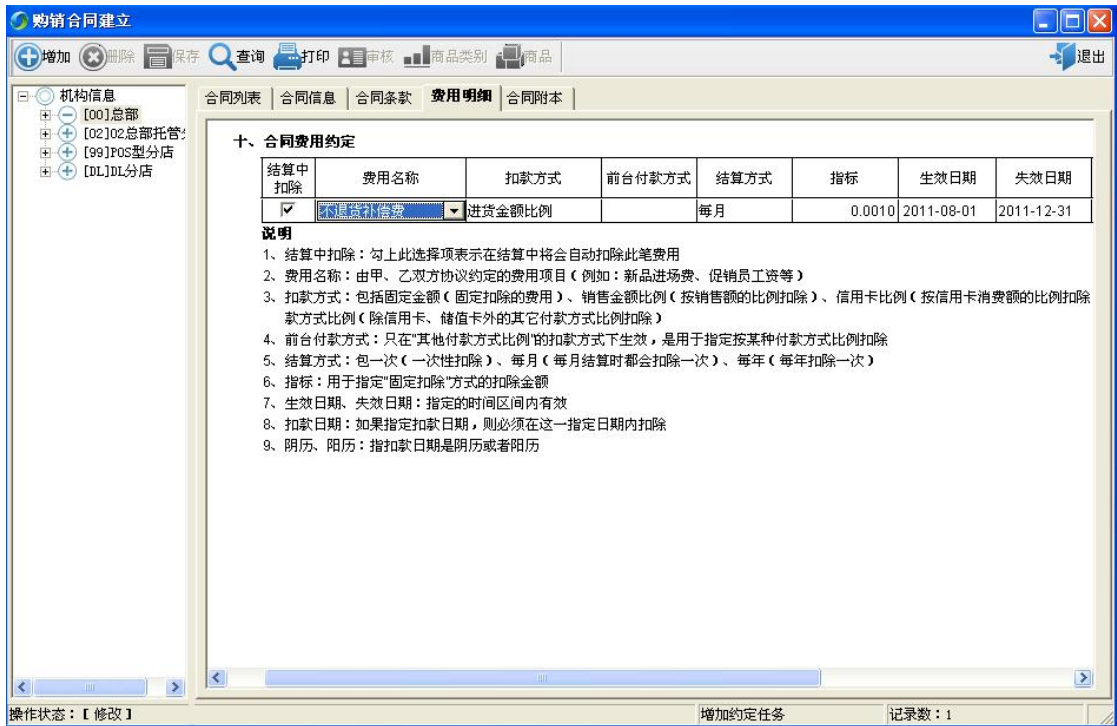 购销合同建立
增加 删除 保存 查询 打印 审核 商品类别 商品 退出
机构信息
[00]总部
[02]02总部托管
[99]POS型分店
[DL]DL分店
合同列表 合同信息 合同条款 费用明细 合同附本
十、合同费用约定
结算中扣除 费用名称 扣款方式 前台付款方式 结算方式 指标 生效日期 失效日期
不退货补偿费 进货金额比例 每月 0.0010 2011-08-01 2011-12-31
说明
1、结算中扣除：勾上此选择项表示在结算中将会自动扣除此笔费用
2、费用名称：由甲、乙双方协议约定的费用项目(例如：新品进场费、促销员工资等)
3、扣款方式：包括固定金额(固定扣除的费用)、销售金额比例(按销售额的比例扣除)、信用卡比例(按信用卡消费额的比例扣除
款方式比例(除信用卡、储值卡外的其它付款方式比例扣除)
4、前台付款方式：只在"其他付款方式比例"的扣款方式下生效，是用于指定按某种付款方式比例扣除
5、结算方式：包一次(一次性扣除)、每月(每月结算时都会扣除一次)、每年(每年扣除一次)
6、指标：用于指定"固定扣除"方式的扣除金额
7、生效日期、失效日期：指定的时间区间内有效
8、扣款日期：如果指定扣款日期，则必须在这一指定日期内扣除
9、阴历、阳历：指扣款日期是阴历或者阳历
操作状态：【修改】 增加约定任务 记录数：1